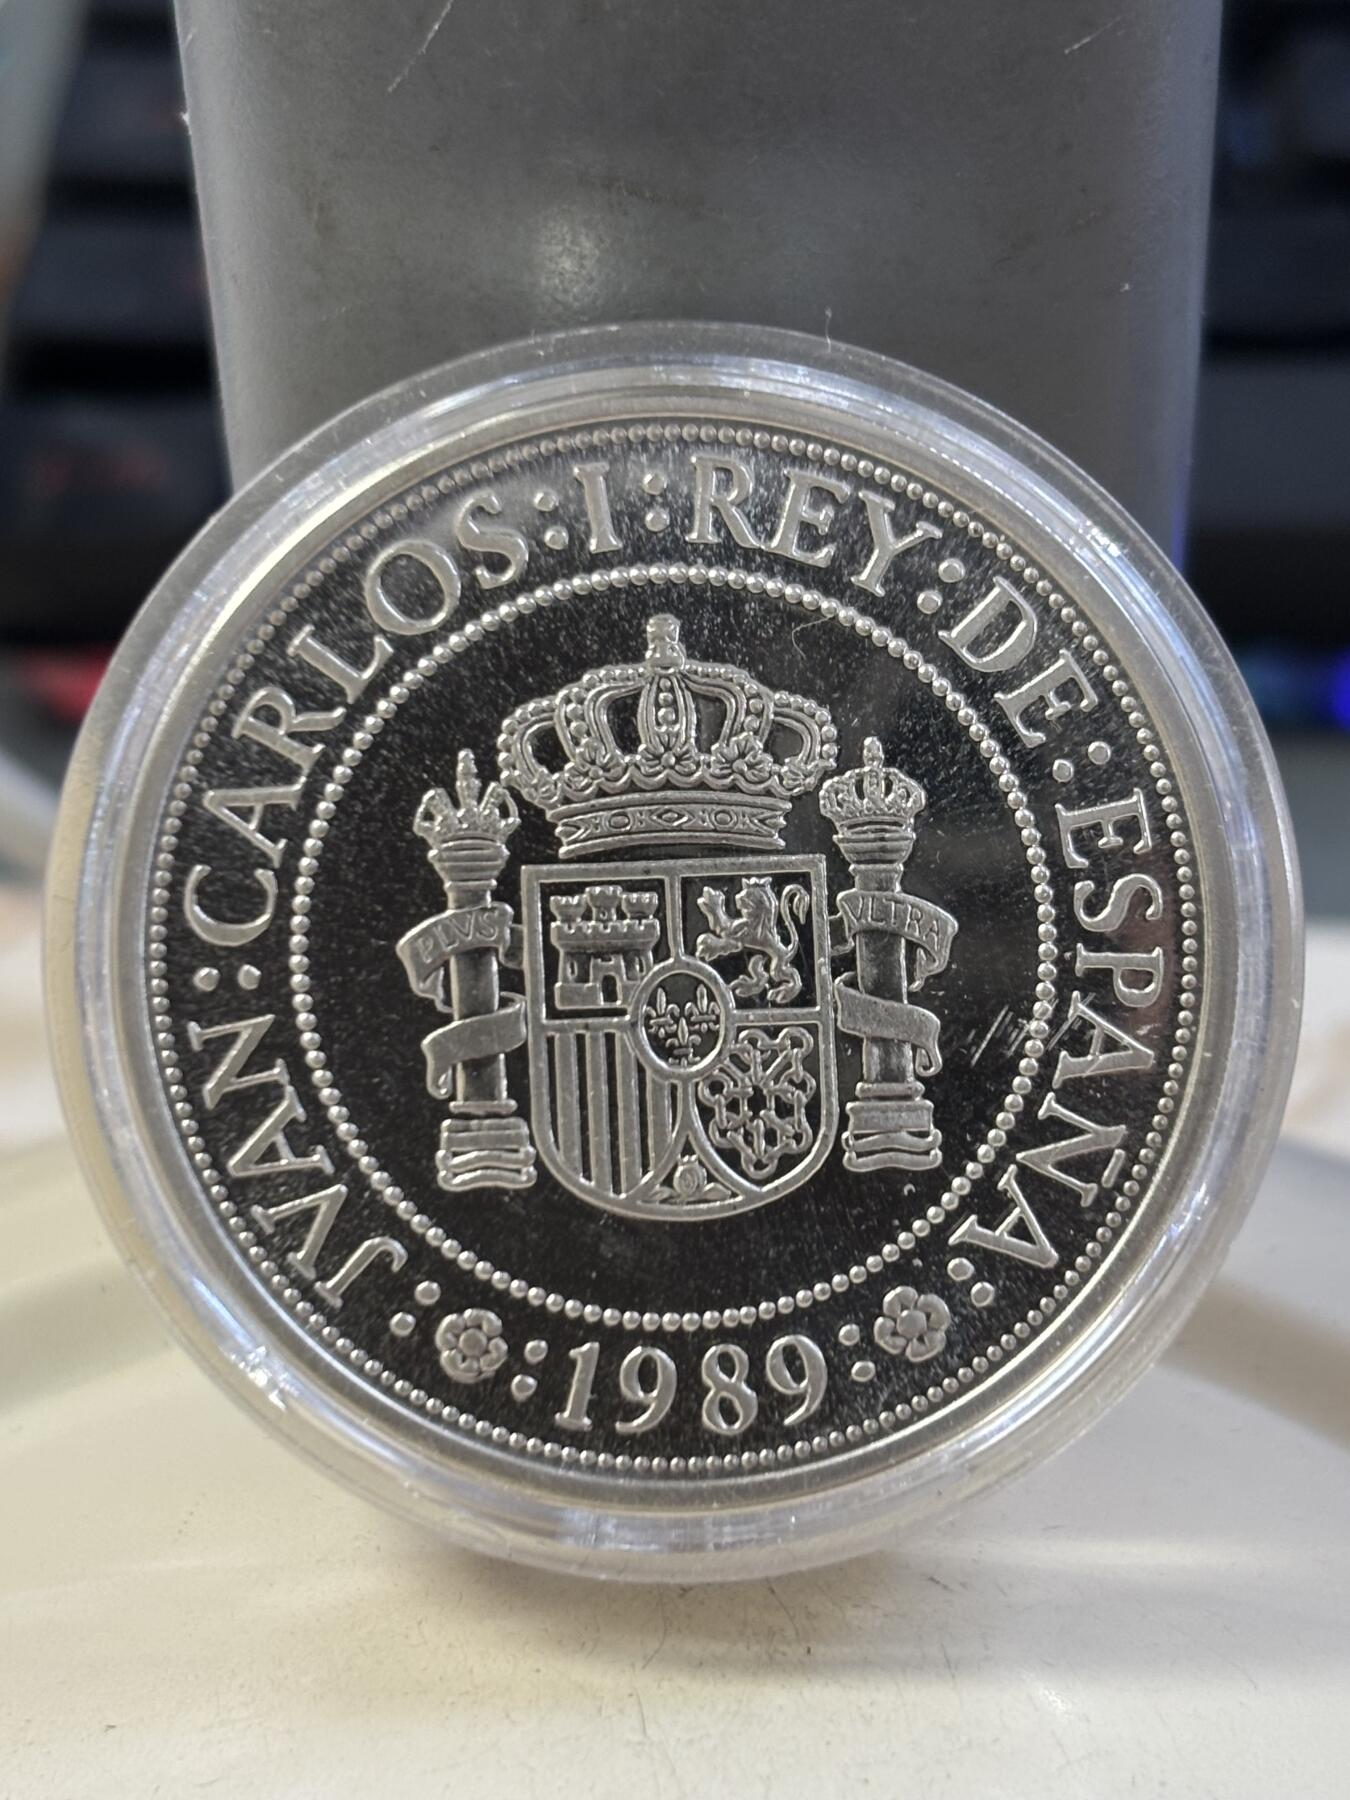 JVAN : CARLOS : I : REY : DE : ESPAÑA :
: 1989 :
PLVS
VLTRA